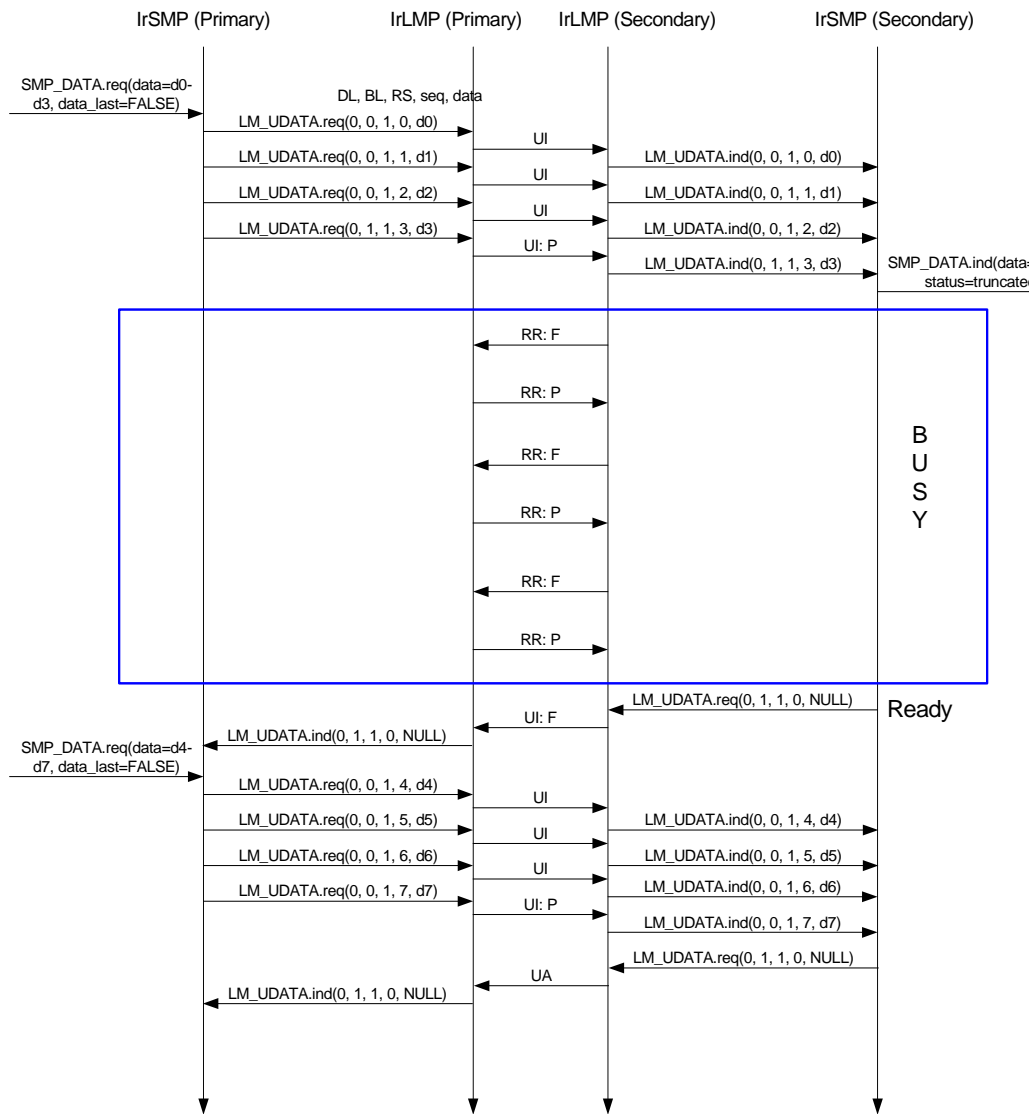 IrSMP (Primary) IrLMP (Primary) IrLMP (Secondary) IrSMP (Secondary)
SMP_DATA.req(data=d0-
d3, data_last=FALSE)
DL, BL, RS, seq, data
LM_UDATA.req(0, 0, 1, 0, d0)
UI
LM_UDATA.req(0, 0, 1, 1, d1)
LM_UDATA.ind(0, 0, 1, 0, d0)
UI
LM_UDATA.req(0, 0, 1, 2, d2)
LM_UDATA.ind(0, 0, 1, 1, d1)
UI
LM_UDATA.req(0, 1, 1, 3, d3)
LM_UDATA.ind(0, 0, 1, 2, d2)
UI: P
LM_UDATA.ind(0, 1, 1, 3, d3)
SMP_DATA.ind(data=
status=truncated
RR: F
RR: P
RR: F
RR: P
RR: F
RR: P
B
U
S
Y
LM_UDATA.req(0, 1, 1, 0, NULL)
Ready
UI: F
LM_UDATA.ind(0, 1, 1, 0, NULL)
SMP_DATA.req(data=d4-
d7, data_last=FALSE)
LM_UDATA.req(0, 0, 1, 4, d4)
UI
LM_UDATA.req(0, 0, 1, 5, d5)
LM_UDATA.ind(0, 0, 1, 4, d4)
UI
LM_UDATA.req(0, 0, 1, 6, d6)
LM_UDATA.ind(0, 0, 1, 5, d5)
UI
LM_UDATA.req(0, 0, 1, 7, d7)
LM_UDATA.ind(0, 0, 1, 6, d6)
UI: P
LM_UDATA.ind(0, 0, 1, 7, d7)
LM_UDATA.req(0, 1, 1, 0, NULL)
UA
LM_UDATA.ind(0, 1, 1, 0, NULL)